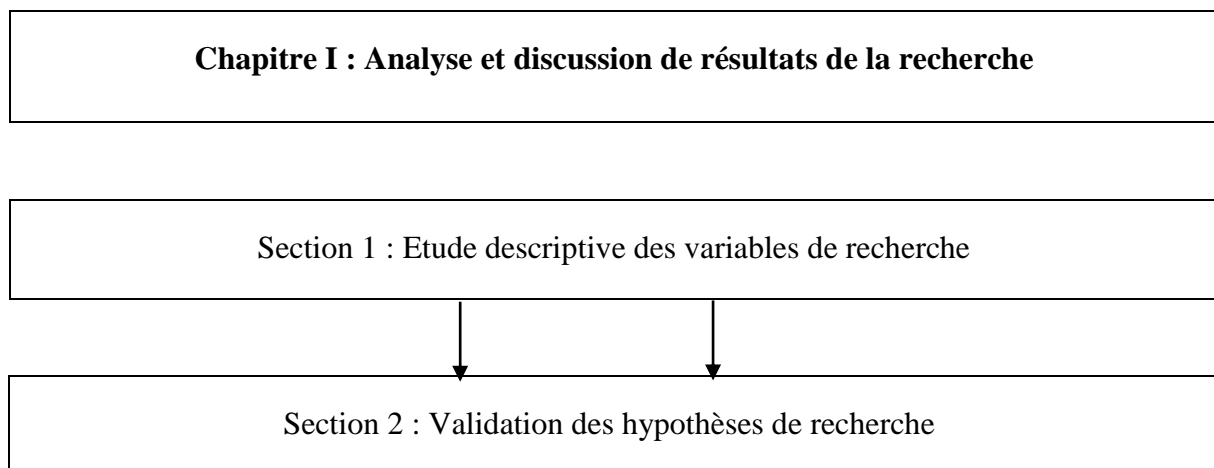 Chapitre I : Analyse et discussion de résultats de la recherche
Section 1 : Etude descriptive des variables de recherche
Section 2 : Validation des hypothèses de recherche